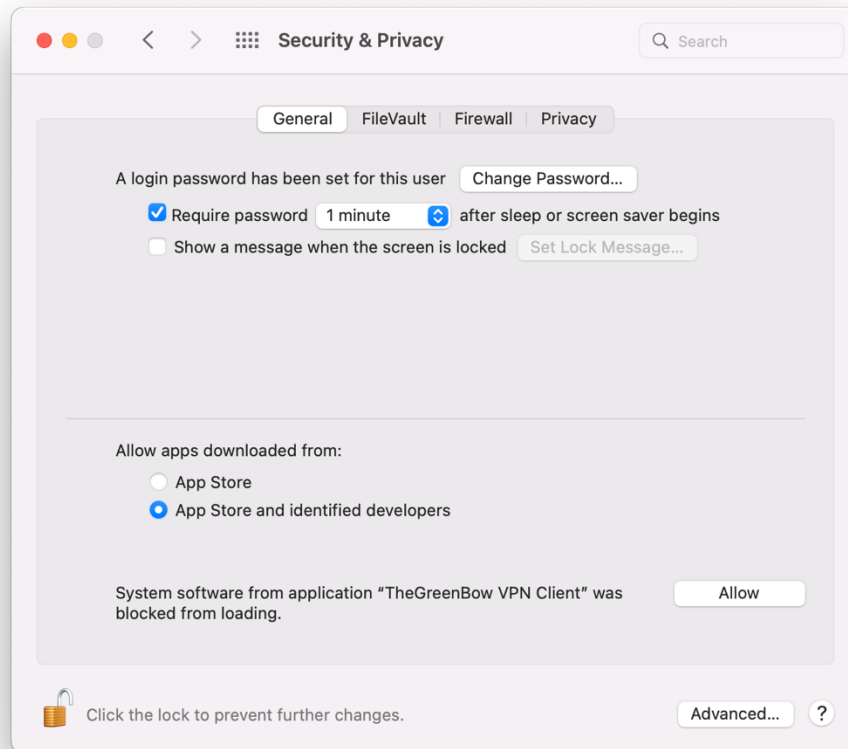 Security & Privacy
Search
General FileVault Firewall Privacy
A login password has been set for this user Change Password...
Require password 1 minute after sleep or screen saver begins
Show a message when the screen is locked Set Lock Message...
Allow apps downloaded from:
App Store
App Store and identified developers
System software from application “TheGreenBow VPN Client” was Allow
blocked from loading.
Click the lock to prevent further changes. Advanced... ?